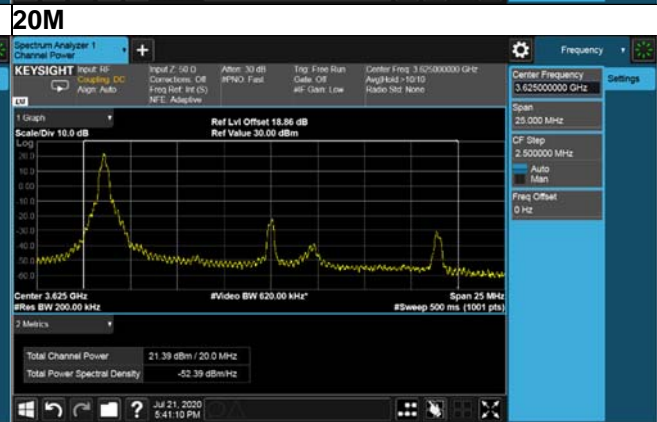 20M
Spectrum Analyzer 1
Channel Power
Frequency
KEYSIGHT
Input: RF
Coupling: DC
Align: Auto
Input Z: 50 Ω
Corrections: Off
Freq Ref: Int (S)
NFE: Adaptive
Atten: 30 dB
#PNO: Fast
Trig: Free Run
Gate: Off
#IF Gain: Low
Center Freq: 3.625000000 GHz
Avg|Hold:>10/10
Radio Std: None
LXI
Center Frequency
3.625000000 GHz
Settings
Span
25.000 MHz
CF Step
2.500000 MHz
Auto
Man
Freq Offset
0 Hz
1 Graph
Scale/Div 10.0 dB
Ref Lvl Offset 18.86 dB
Ref Value 30.00 dBm
Log
20.0
10.0
0.00
-10.0
-20.0
-30.0
-40.0
-50.0
-60.0
Center 3.625 GHz
#Video BW 620.00 kHz*
Span 25 MHz
#Res BW 200.00 kHz
#Sweep 500 ms (1001 pts)
2 Metrics
Total Channel Power 21.39 dBm / 20.0 MHz
Total Power Spectral Density -52.39 dBm/Hz
?
Jul 21, 2020
5:41:10 PM